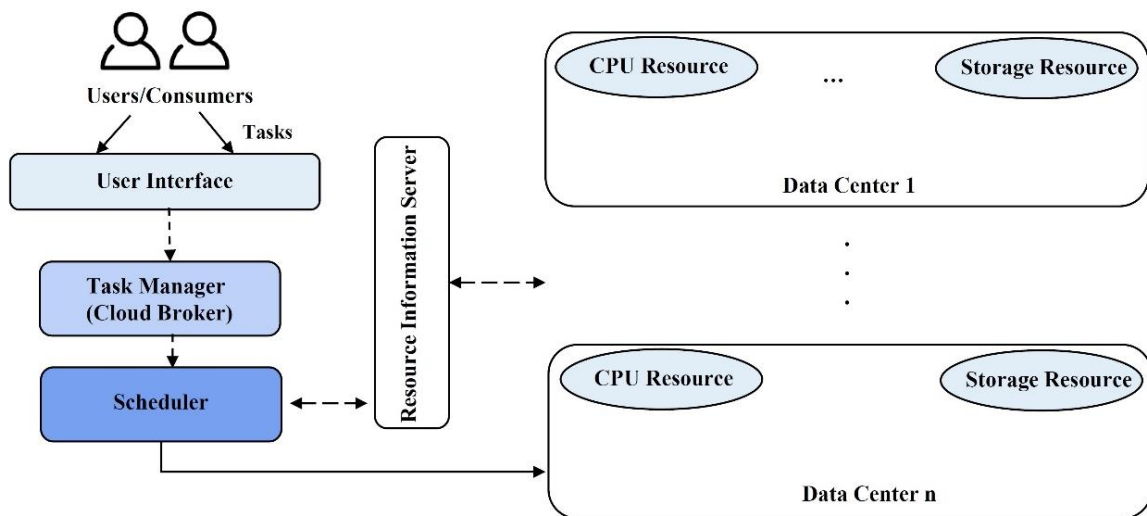 Users/Consumers
Tasks
User Interface
Task Manager
(Cloud Broker)
Scheduler
Resource Information Server
CPU Resource
...
Storage Resource
Data Center 1
.
.
.
CPU Resource
Storage Resource
Data Center n